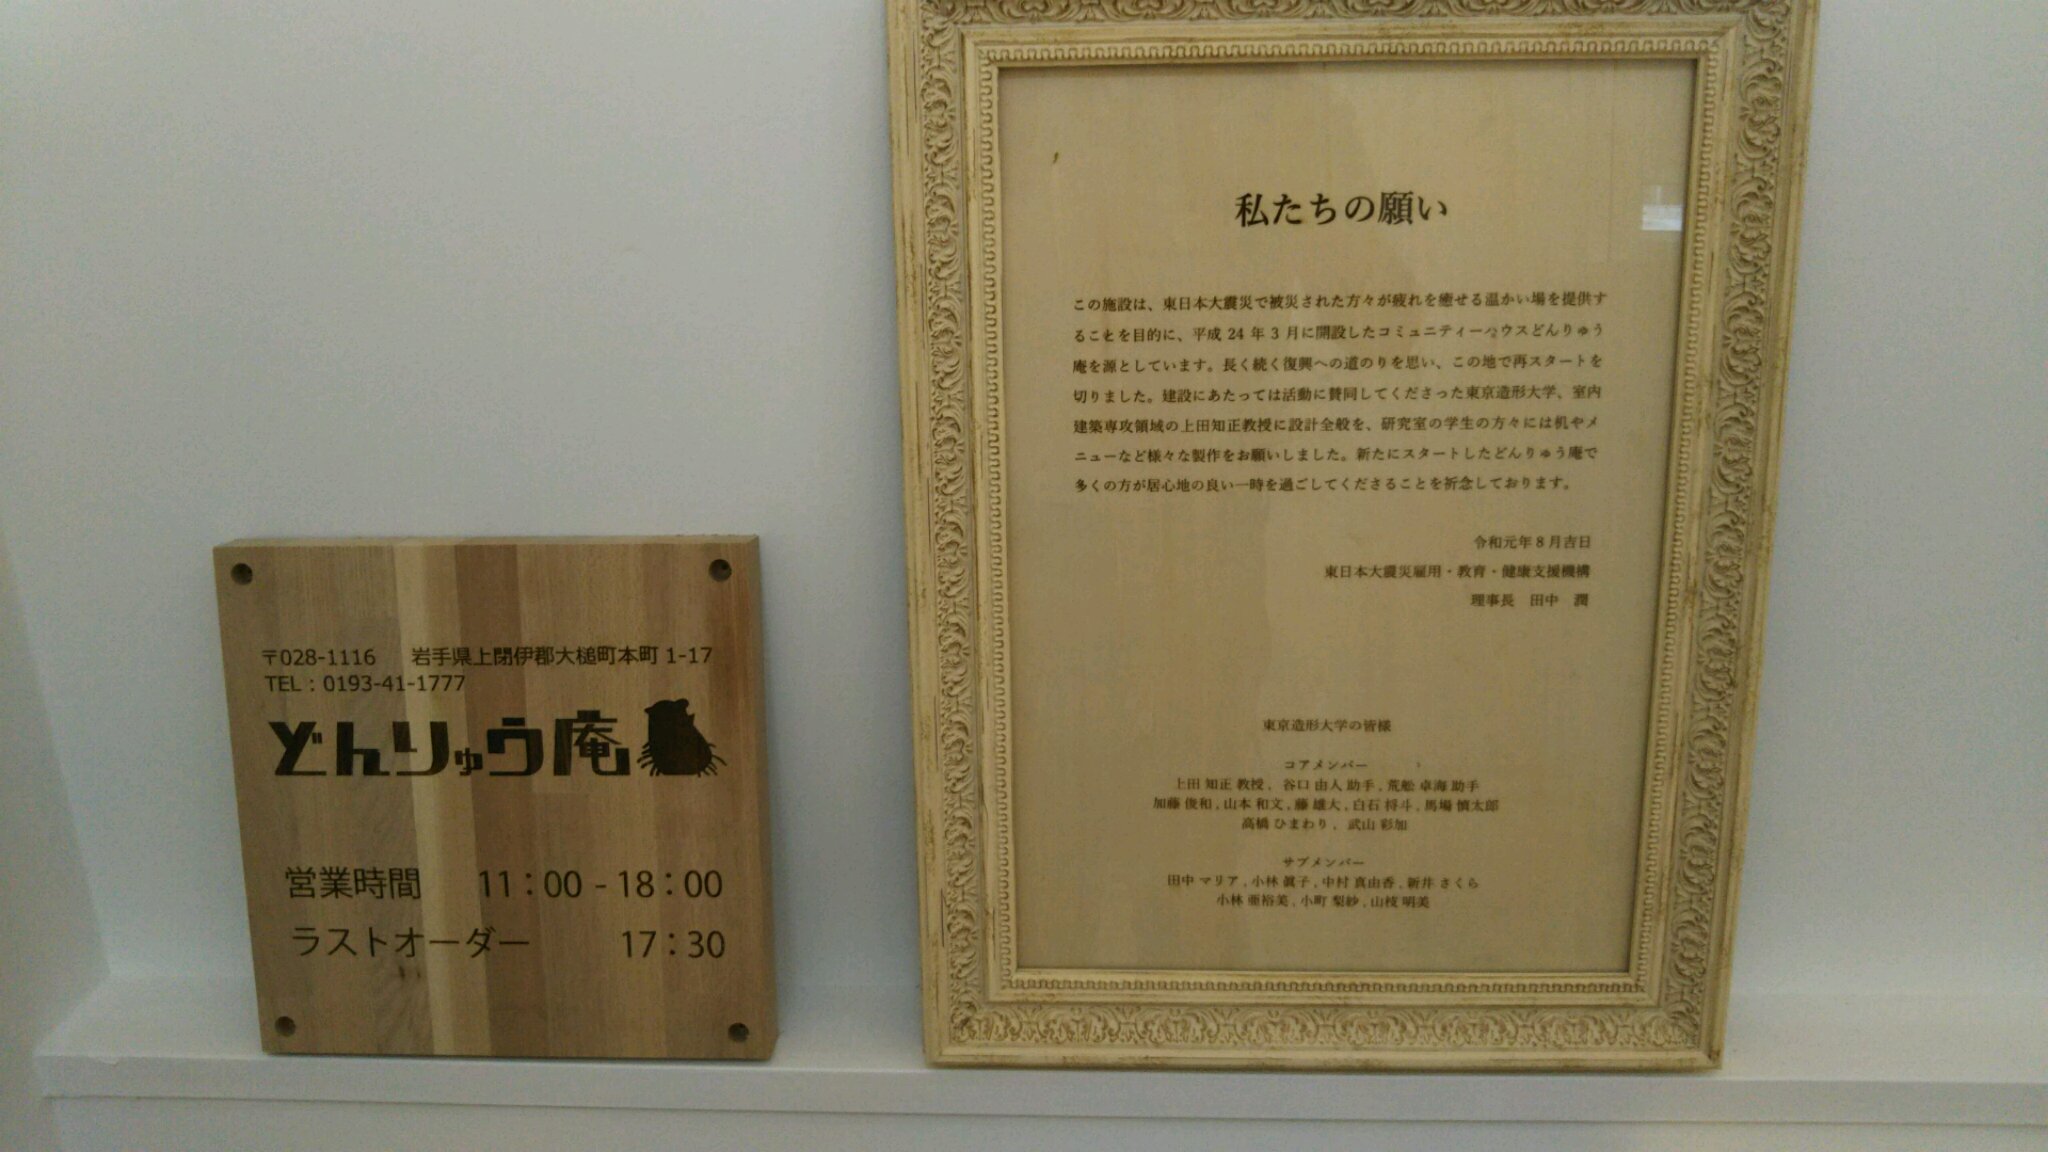 〒028-1116 岩手県上閉伊郡大槌町本町 1-17
TEL : 0193-41-1777
どんりゅう庵
営業時間 11:00 - 18:00
ラストオーダー 17:30
私たちの願い
この施設は、東日本大震災で被災された方々が疲れを癒せる温かい場を提供す
ることを目的に、平成 24 年 3 月に開設したコミュニティーハウスどんりゅう
庵を源としています。長く続く復興への道のりを思い、この地で再スタートを
切りました。建設にあたっては活動に賛同してくださった東京造形大学、室内
建築専攻領域の上田知正教授に設計全般を、研究室の学生の方々には机やメ
ニューなど様々な製作をお願いしました。新たにスタートしたどんりゅう庵で
多くの方が居心地の良い一時を過ごしてくださることを祈念しております。
令和元年 8 月吉日
東日本大震災雇用・教育・健康支援機構
理事長 田中 潤
東京造形大学の皆様
コアメンバー
上田 知正 教授, 谷口 由人 助手, 荒舩 卓海 助手
加藤 俊和, 山本 和文, 藤 雄大, 白石 将斗, 馬場 慎太郎
高橋 ひまわり, 武山 彩加
サブメンバー
田中 マリア, 小林 眞子, 中村 真由香, 新井 さくら
小林 亜裕美, 小町 梨紗, 山枝 明美